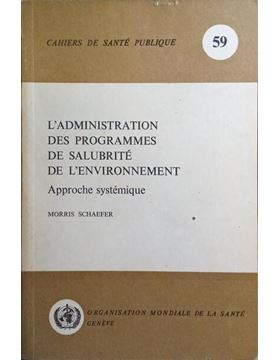 CAHIERS DE SANTÉ PUBLIQUE
59
L'ADMINISTRATION
DES PROGRAMMES
DE SALUBRITÉ
DE L'ENVIRONNEMENT
Approche systémique
MORRIS SCHAEFER
ORGANISATION MONDIALE DE LA SANTÉ
GENÈVE